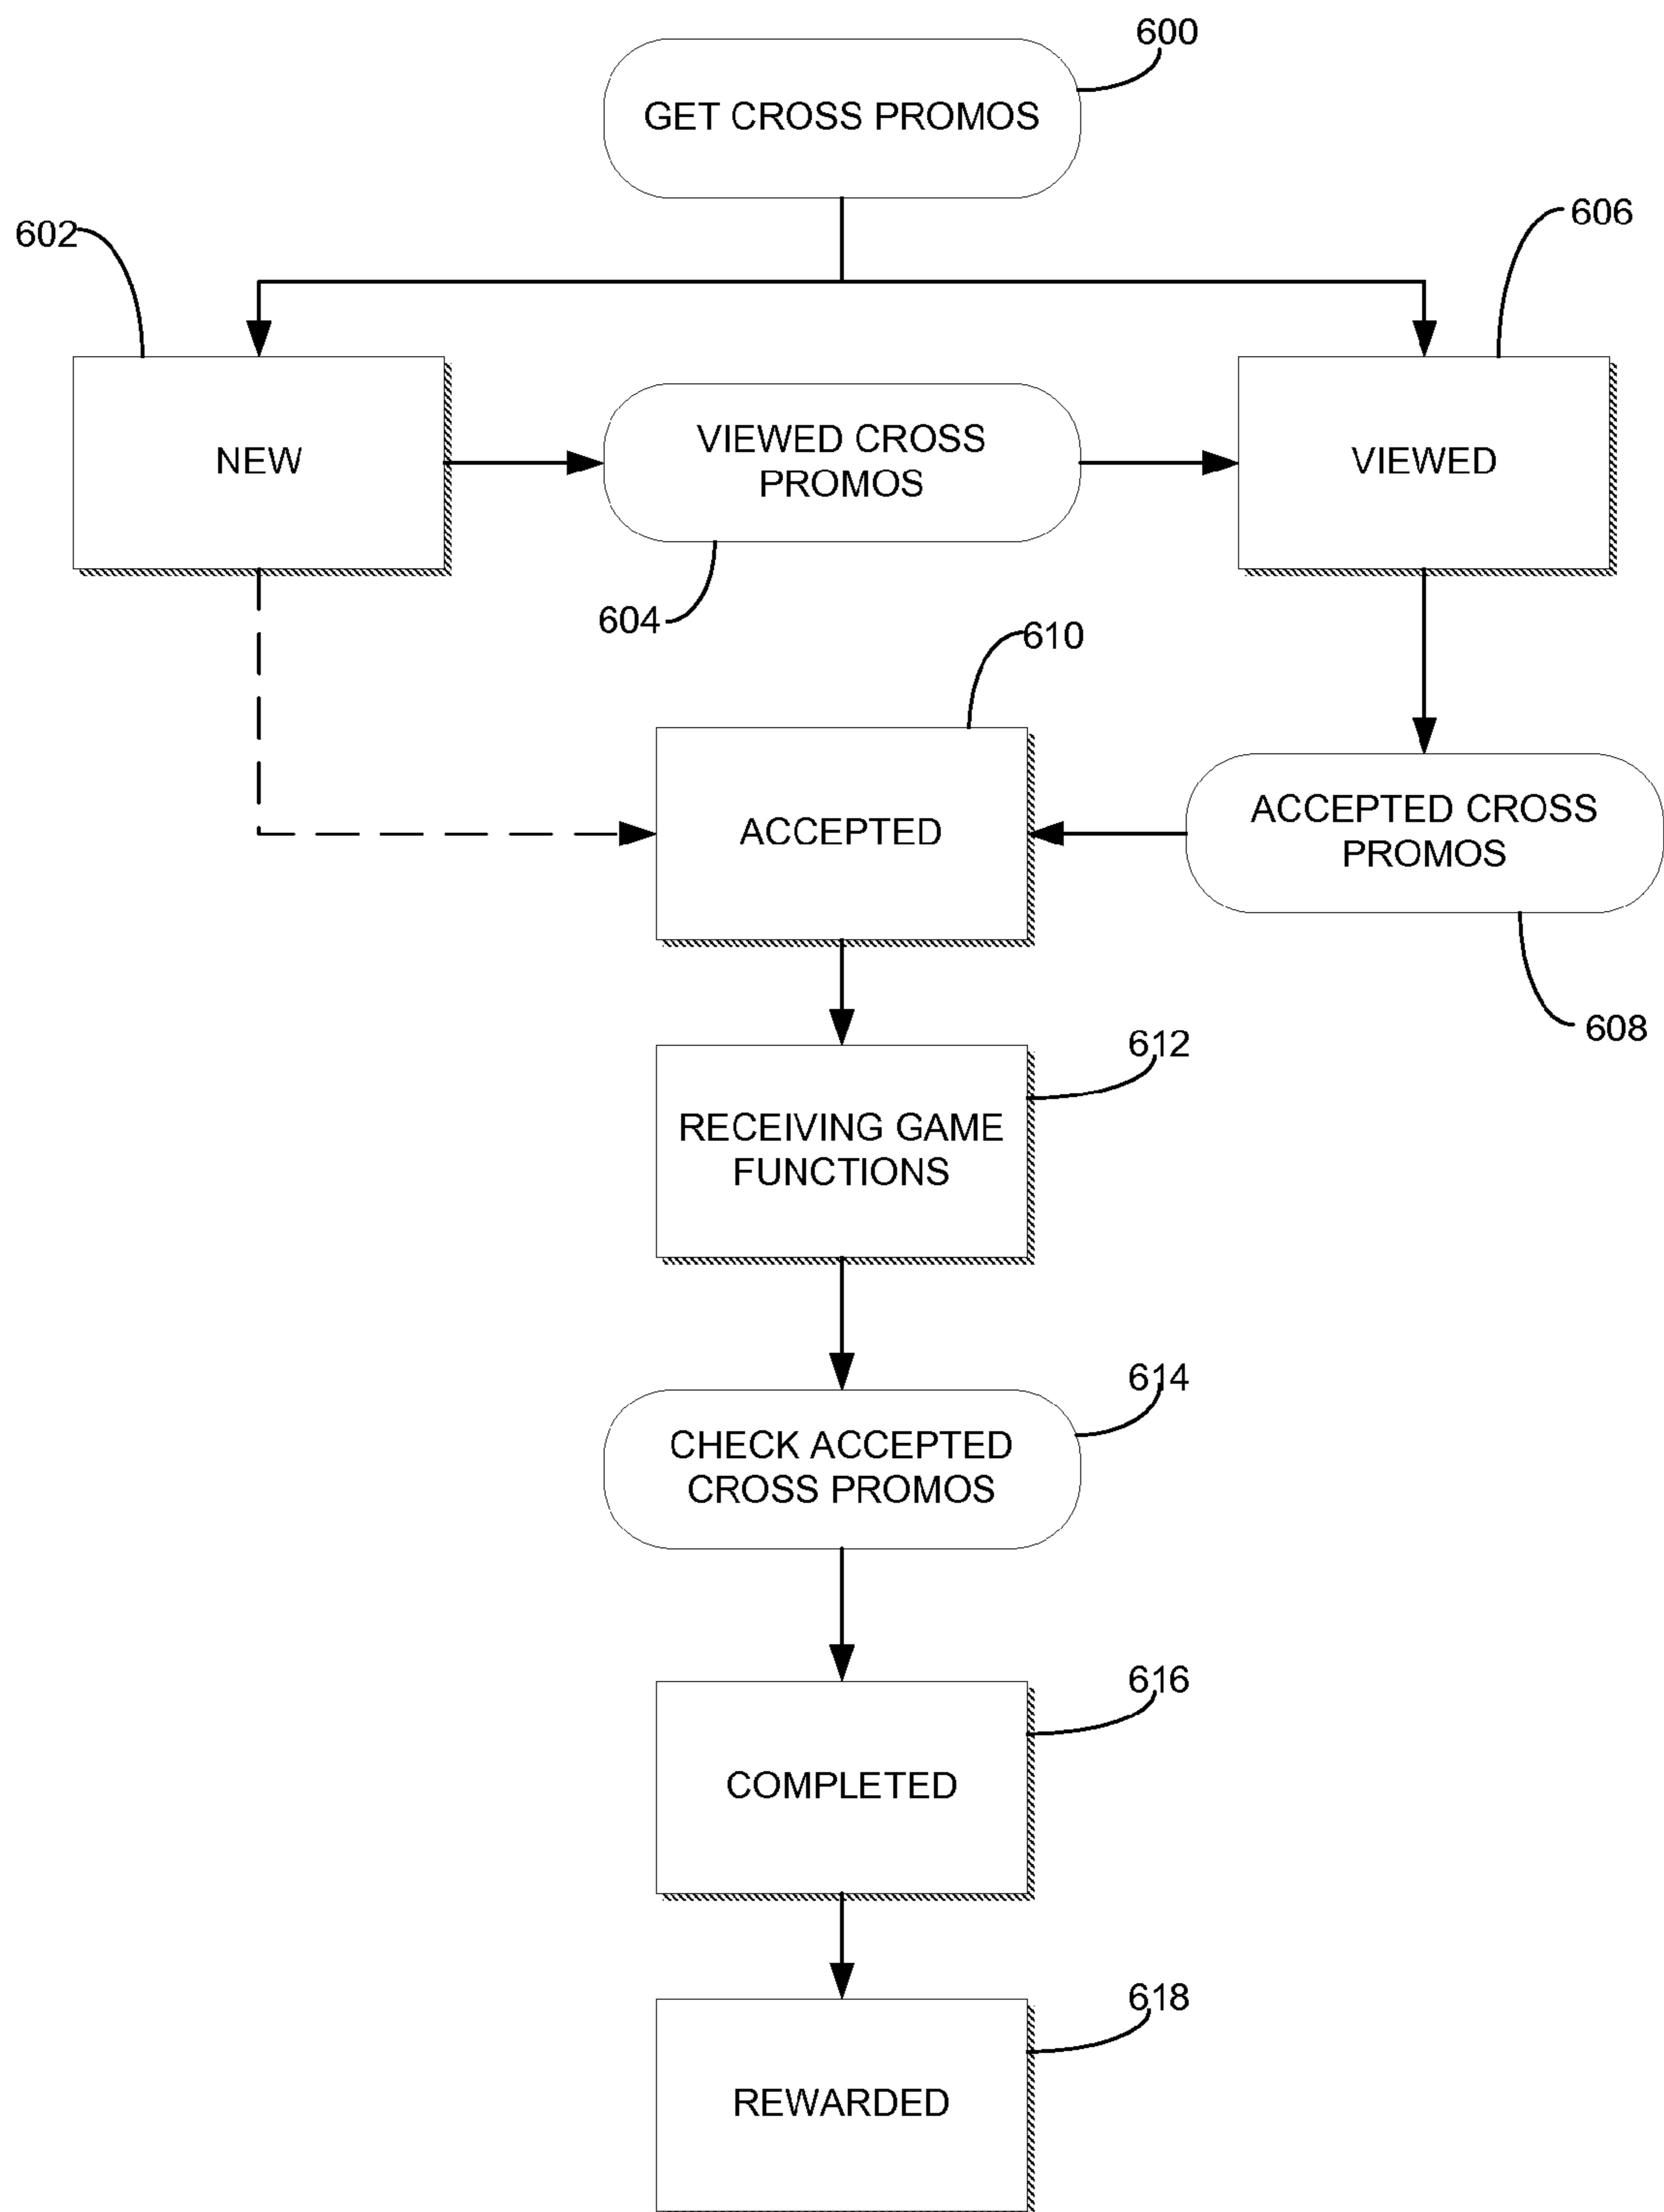 600
GET CROSS PROMOS
602
606
NEW
VIEWED CROSS
PROMOS
VIEWED
604
610
ACCEPTED
ACCEPTED CROSS
PROMOS
608
612
RECEIVING GAME
FUNCTIONS
614
CHECK ACCEPTED
CROSS PROMOS
616
COMPLETED
618
REWARDED